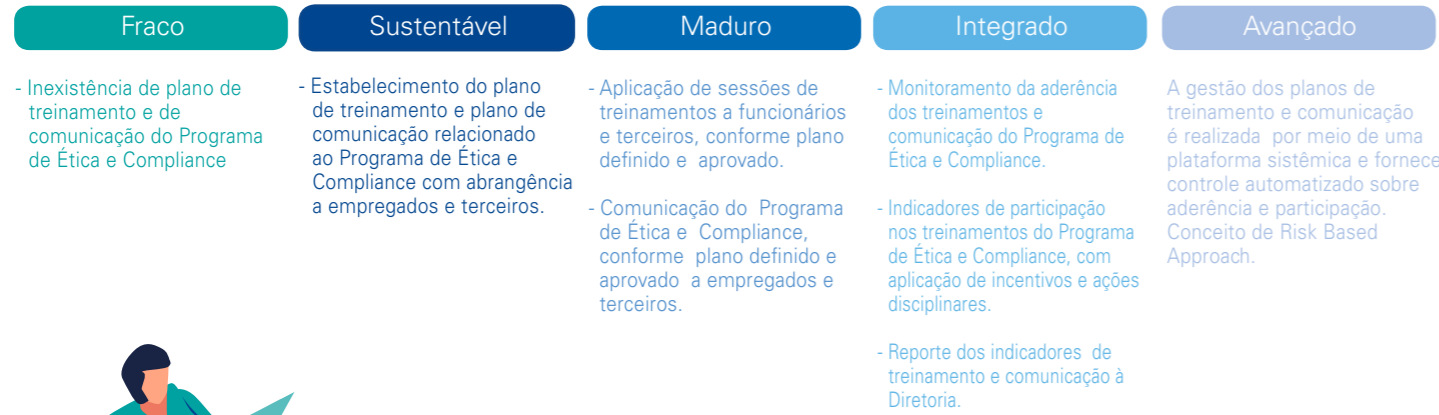 Fraco
- Inexistência de plano de
treinamento e de
comunicação do Programa
de Ética e Compliance
Sustentável
- Estabelecimento do plano
de treinamento e plano de
comunicação relacionado
ao Programa de Ética e
Compliance com abrangência
a empregados e terceiros.
Maduro
- Aplicação de sessões de
treinamentos a funcionários
e terceiros, conforme plano
definido e aprovado.
- Comunicação do Programa
de Ética e Compliance,
conforme plano definido e
aprovado a empregados e
terceiros.
Integrado
- Monitoramento da aderência
dos treinamentos e
comunicação do Programa de
Ética e Compliance.
- Indicadores de participação
nos treinamentos do Programa
de Ética e Compliance, com
aplicação de incentivos e ações
disciplinares.
- Reporte dos indicadores de
treinamento e comunicação à
Diretoria.
Avançado
A gestão dos planos de
treinamento e comunicação
é realizada por meio de uma
plataforma sistêmica e fornece
controle automatizado sobre
aderência e participação.
Conceito de Risk Based
Approach.